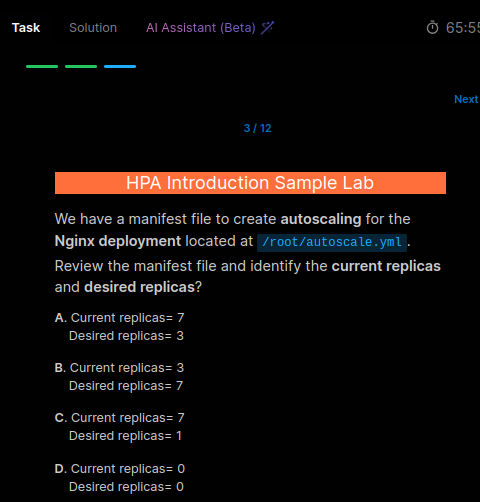 Task Solution AI Assistant (Beta) 65:55
Next
3 / 12
HPA Introduction Sample Lab
We have a manifest file to create autoscaling for the
Nginx deployment located at /root/autoscale.yml.
Review the manifest file and identify the current replicas
and desired replicas?
A. Current replicas= 7
Desired replicas= 3
B. Current replicas= 3
Desired replicas= 7
C. Current replicas= 7
Desired replicas= 1
D. Current replicas= 0
Desired replicas= 0